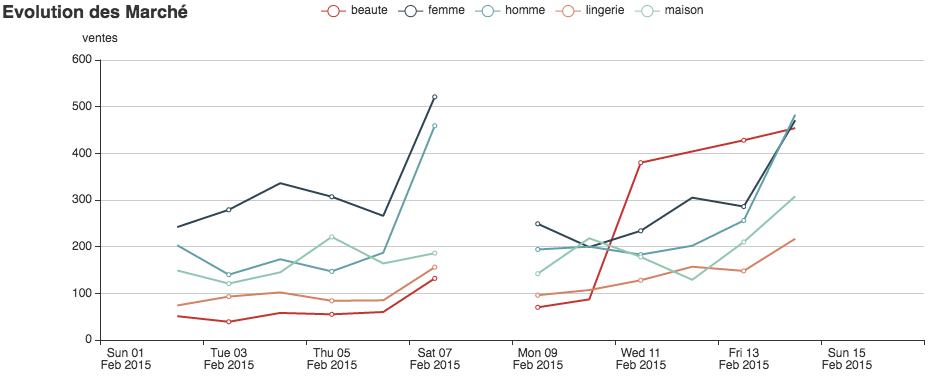 Evolution des Marché
beaute femme homme lingerie maison
ventes
600
500
400
300
200
100
0
Sun 01 Tue 03 Thu 05 Sat 07 Mon 09 Wed 11 Fri 13 Sun 15
Feb 2015 Feb 2015 Feb 2015 Feb 2015 Feb 2015 Feb 2015 Feb 2015 Feb 2015